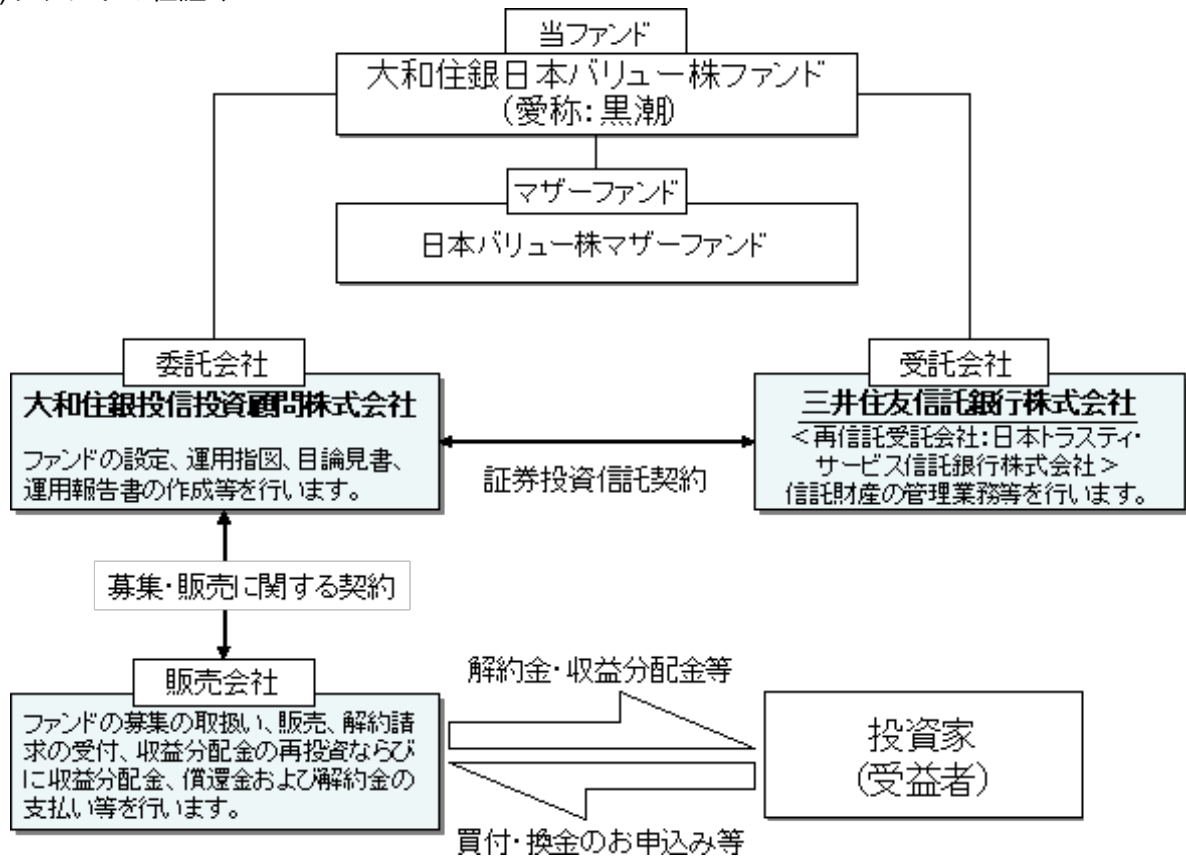 当ファンド
大和住銀日本バリュー株ファンド
(愛称:黒潮)
マザーファンド
日本バリュー株マザーファンド
委託会社
大和住銀投信投資顧問株式会社
ファンドの設定、運用指図、目論見書、
運用報告書の作成等を行います。
証券投資信託契約
受託会社
三井住友信託銀行株式会社
<再信託受託会社:日本トラスティ・
サービス信託銀行株式会社>
信託財産の管理業務等を行います。
募集・販売に関する契約
販売会社
ファンドの募集の取扱い、販売、解約請
求の受付、収益分配金の再投資ならび
に収益分配金、償還金および解約金の
支払い等を行います。
解約金・収益分配金等
買付・換金のお申込み等
投資家
(受益者)